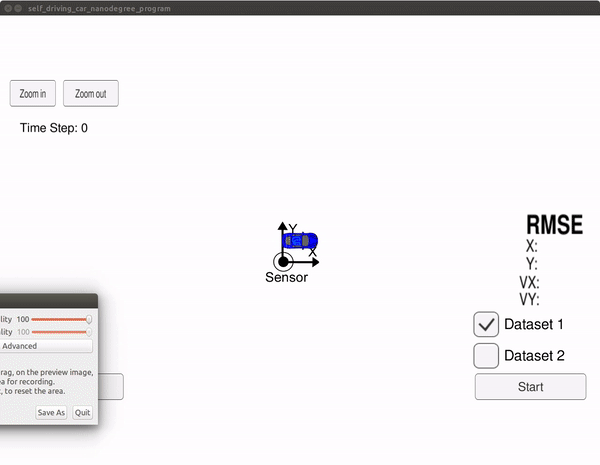 self_driving_car_nanodegree_program
Zoom in
Zoom out
Time Step: 0
Y
X
Sensor
RMSE
X:
Y:
VX:
VY:
Dataset 1
Dataset 2
Start
lity 100
lity 100
Advanced
rag, on the preview image,
ea for recording.
, to reset the area.
Save As
Quit